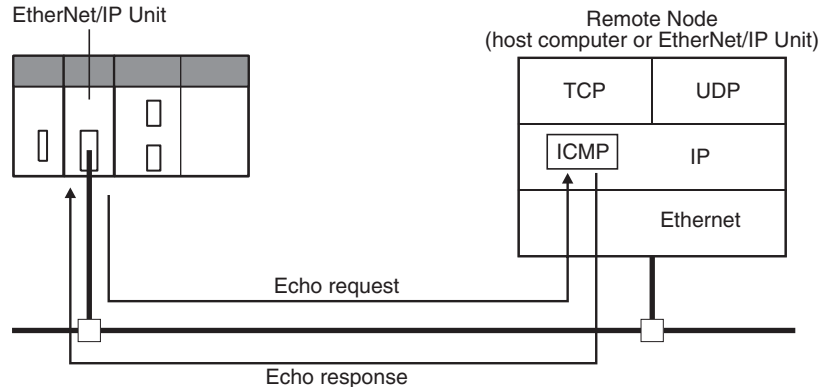 EtherNet/IP Unit
Remote Node
(host computer or EtherNet/IP Unit)
TCP
UDP
ICMP
IP
Ethernet
Echo request
Echo response